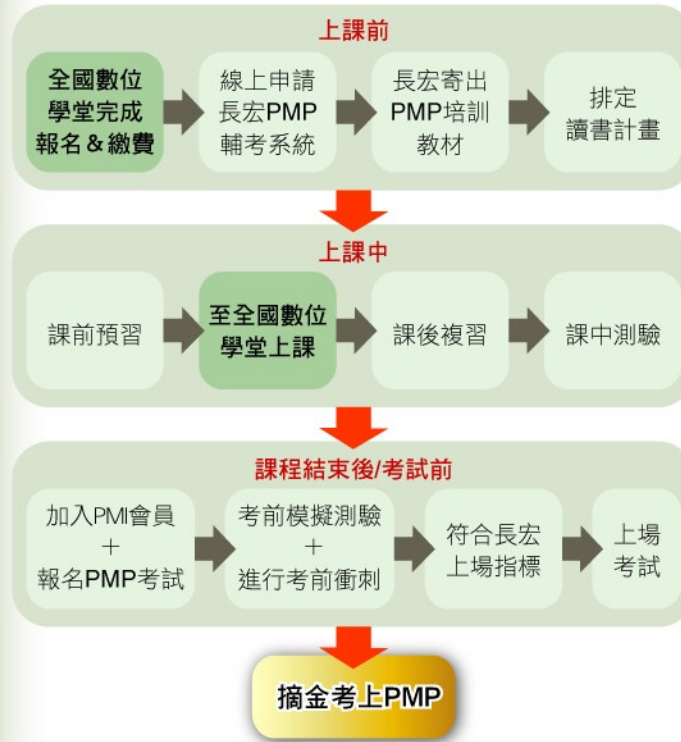 上課前
全國數位
學堂完成
報名&繳費
線上申請
長宏PMP
輔考系統
長宏寄出
PMP培訓
教材
排定
讀書計畫
上課中
課前預習
至全國數位
學堂上課
課後複習
課中測驗
課程結束後/考試前
加入PMI會員
+
報名PMP考試
考前模擬測驗
+
進行考前衝刺
符合長宏
上場指標
上場
考試
摘金考上PMP